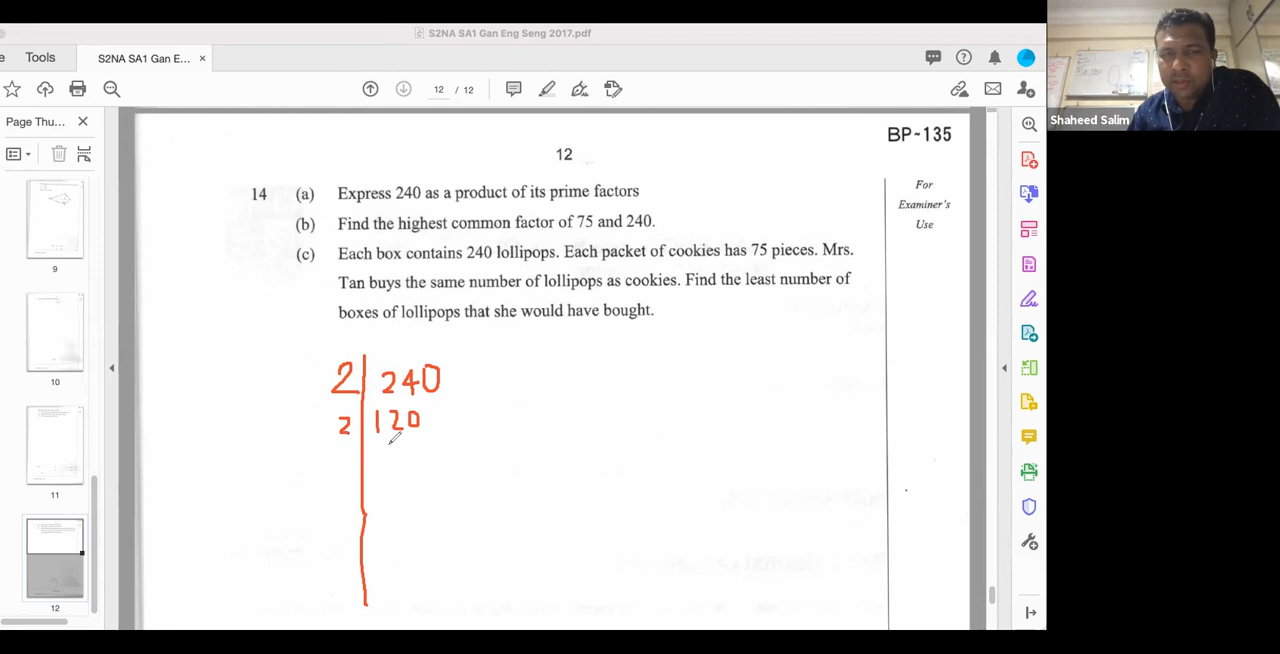 S2NA SA1 Gan Eng Seng 2017.pdf
e Tools S2NA SA1 Gan E... ×
12 / 12
Page Thu... ×
Shaheed Salim
9
10
11
12
BP-135
12
For
Examiner's
Use
14 (a) Express 240 as a product of its prime factors
(b) Find the highest common factor of 75 and 240.
(c) Each box contains 240 lollipops. Each packet of cookies has 75 pieces. Mrs.
Tan buys the same number of lollipops as cookies. Find the least number of
boxes of lollipops that she would have bought.
2 240
2 120